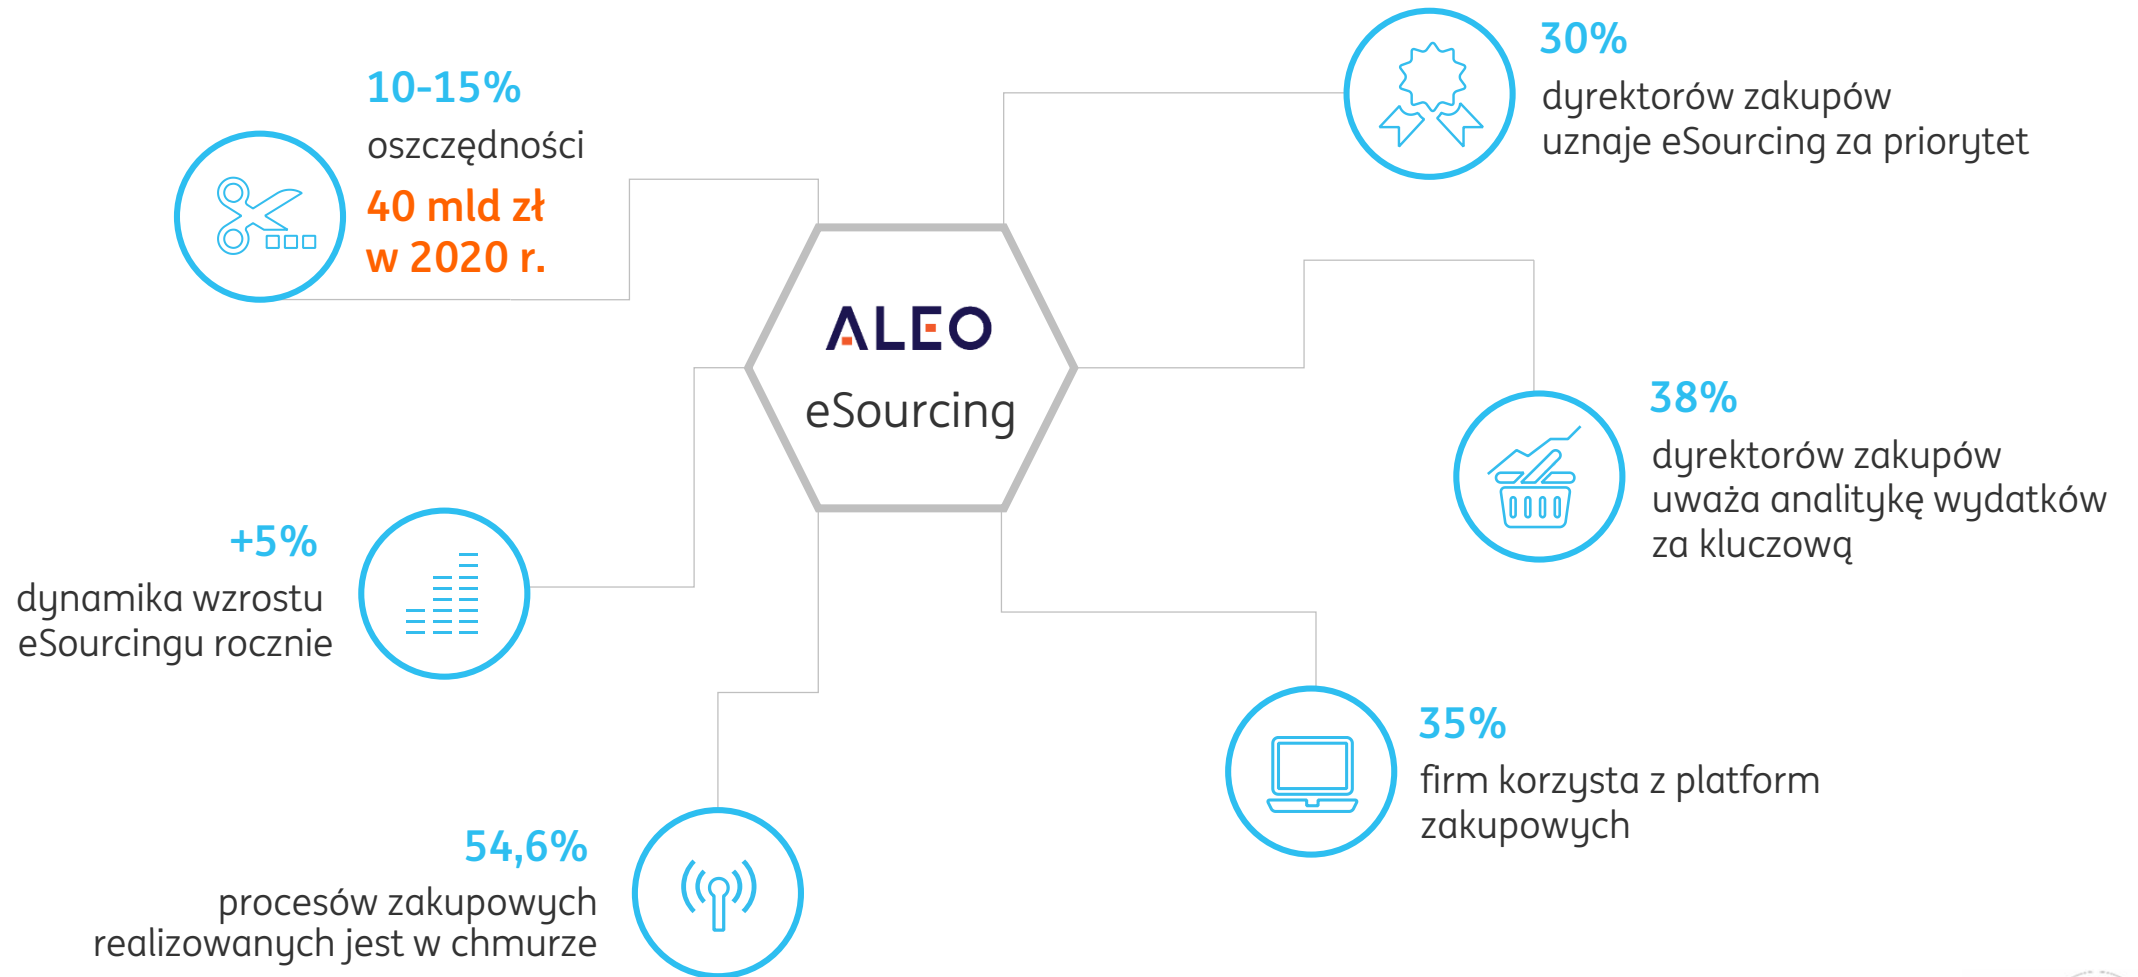 10-15%
oszczędności
40 mld zł
w 2020 r.
30%
dyrektorów zakupów
uznaje eSourcing za priorytet
ALEO
eSourcing
38%
dyrektorów zakupów
uważa analitykę wydatków
za kluczową
+5%
dynamika wzrostu
eSourcingu rocznie
35%
firm korzysta z platform
zakupowych
54,6%
procesów zakupowych
realizowanych jest w chmurze